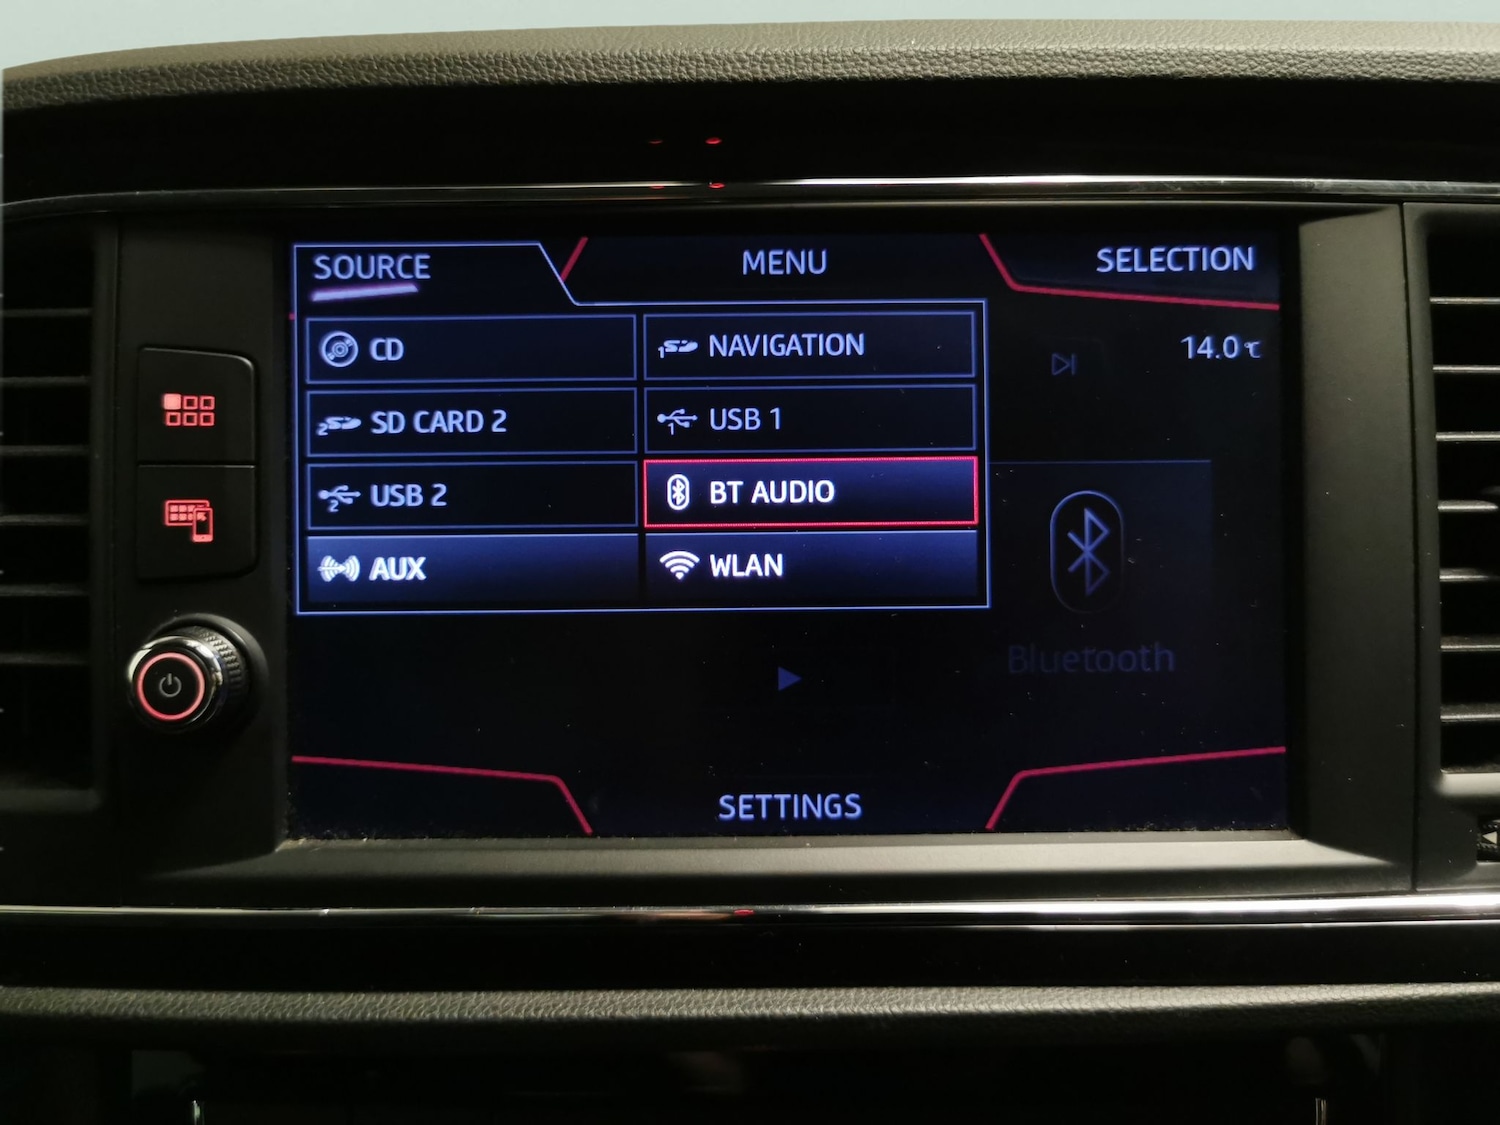 SOURCE
MENU
SELECTION
CD
NAVIGATION
14.0 °C
SD CARD 2
USB 1
USB 2
BT AUDIO
AUX
WLAN
Bluetooth
SETTINGS